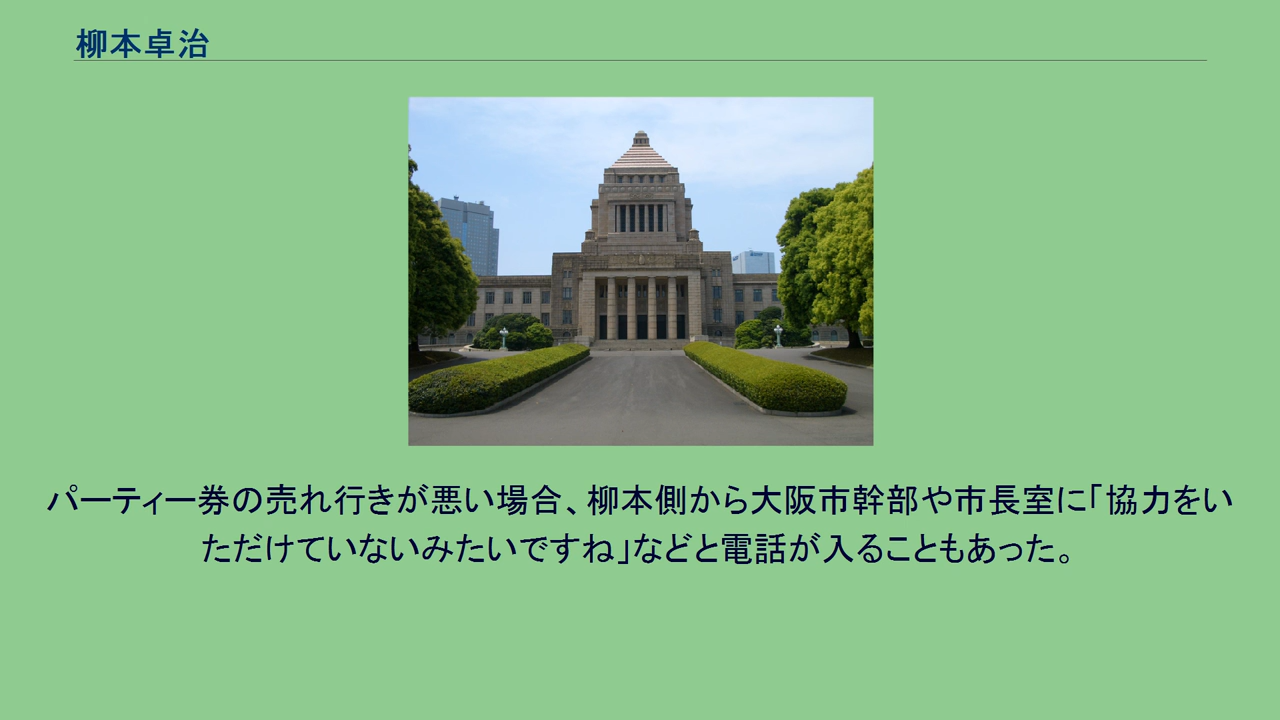 柳本卓治
パーティー券の売れ行きが悪い場合、柳本側から大阪市幹部や市長室に「協力をい
ただけていないみたいですね」などと電話が入ることもあった。